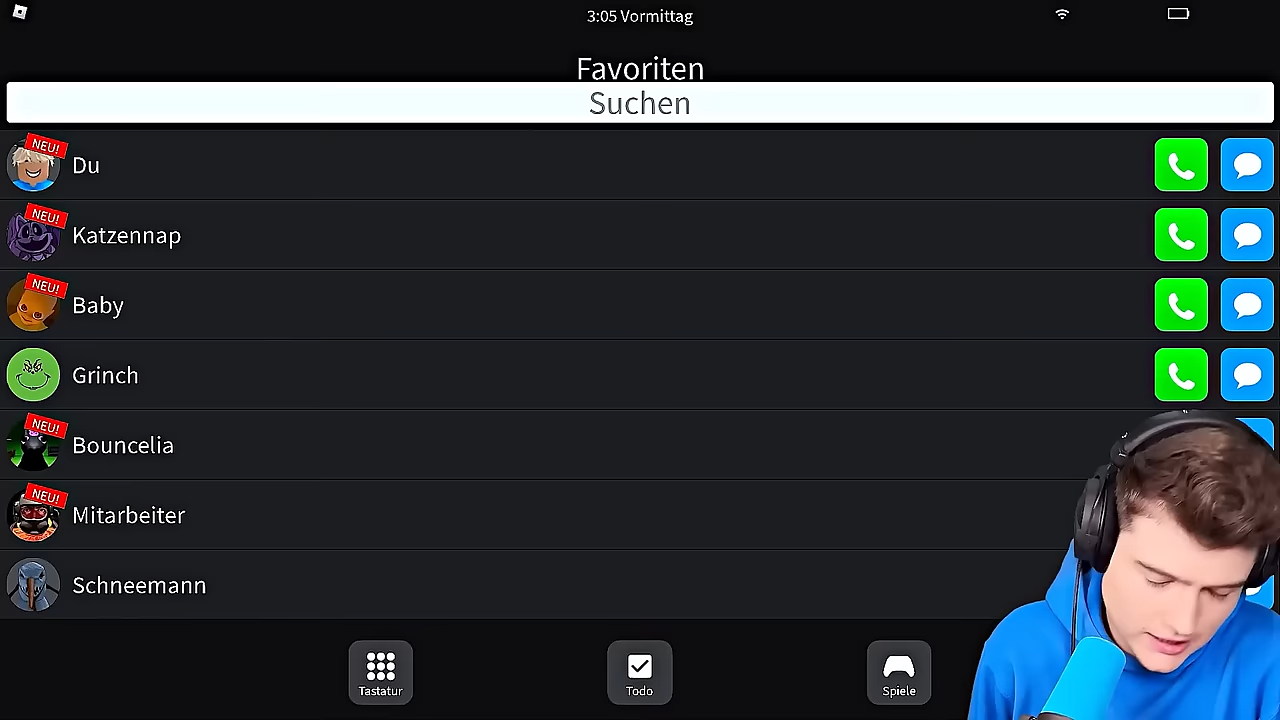 3:05 Vormittag
Favoriten
Suchen
NEU!
Du
NEU!
Katzennap
NEU!
Baby
Grinch
NEU!
Bouncelia
NEU!
Mitarbeiter
Schneemann
Tastatur
Todo
Spiele